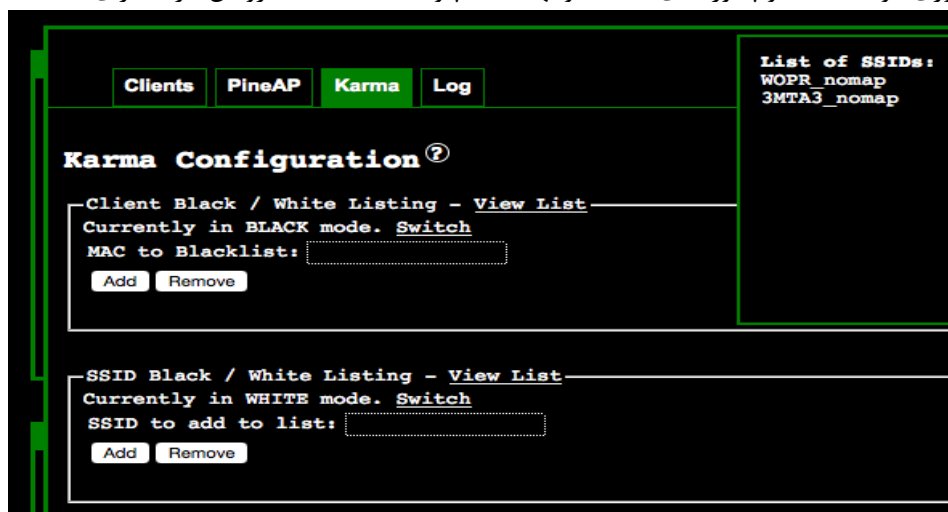 Clients PineAP Karma Log
List of SSIDs:
WOPR_nomap
3MTA3_nomap
Karma Configuration ?
Client Black / White Listing - View List
Currently in BLACK mode. Switch
MAC to Blacklist:
Add Remove
SSID Black / White Listing - View List
Currently in WHITE mode. Switch
SSID to add to list:
Add Remove